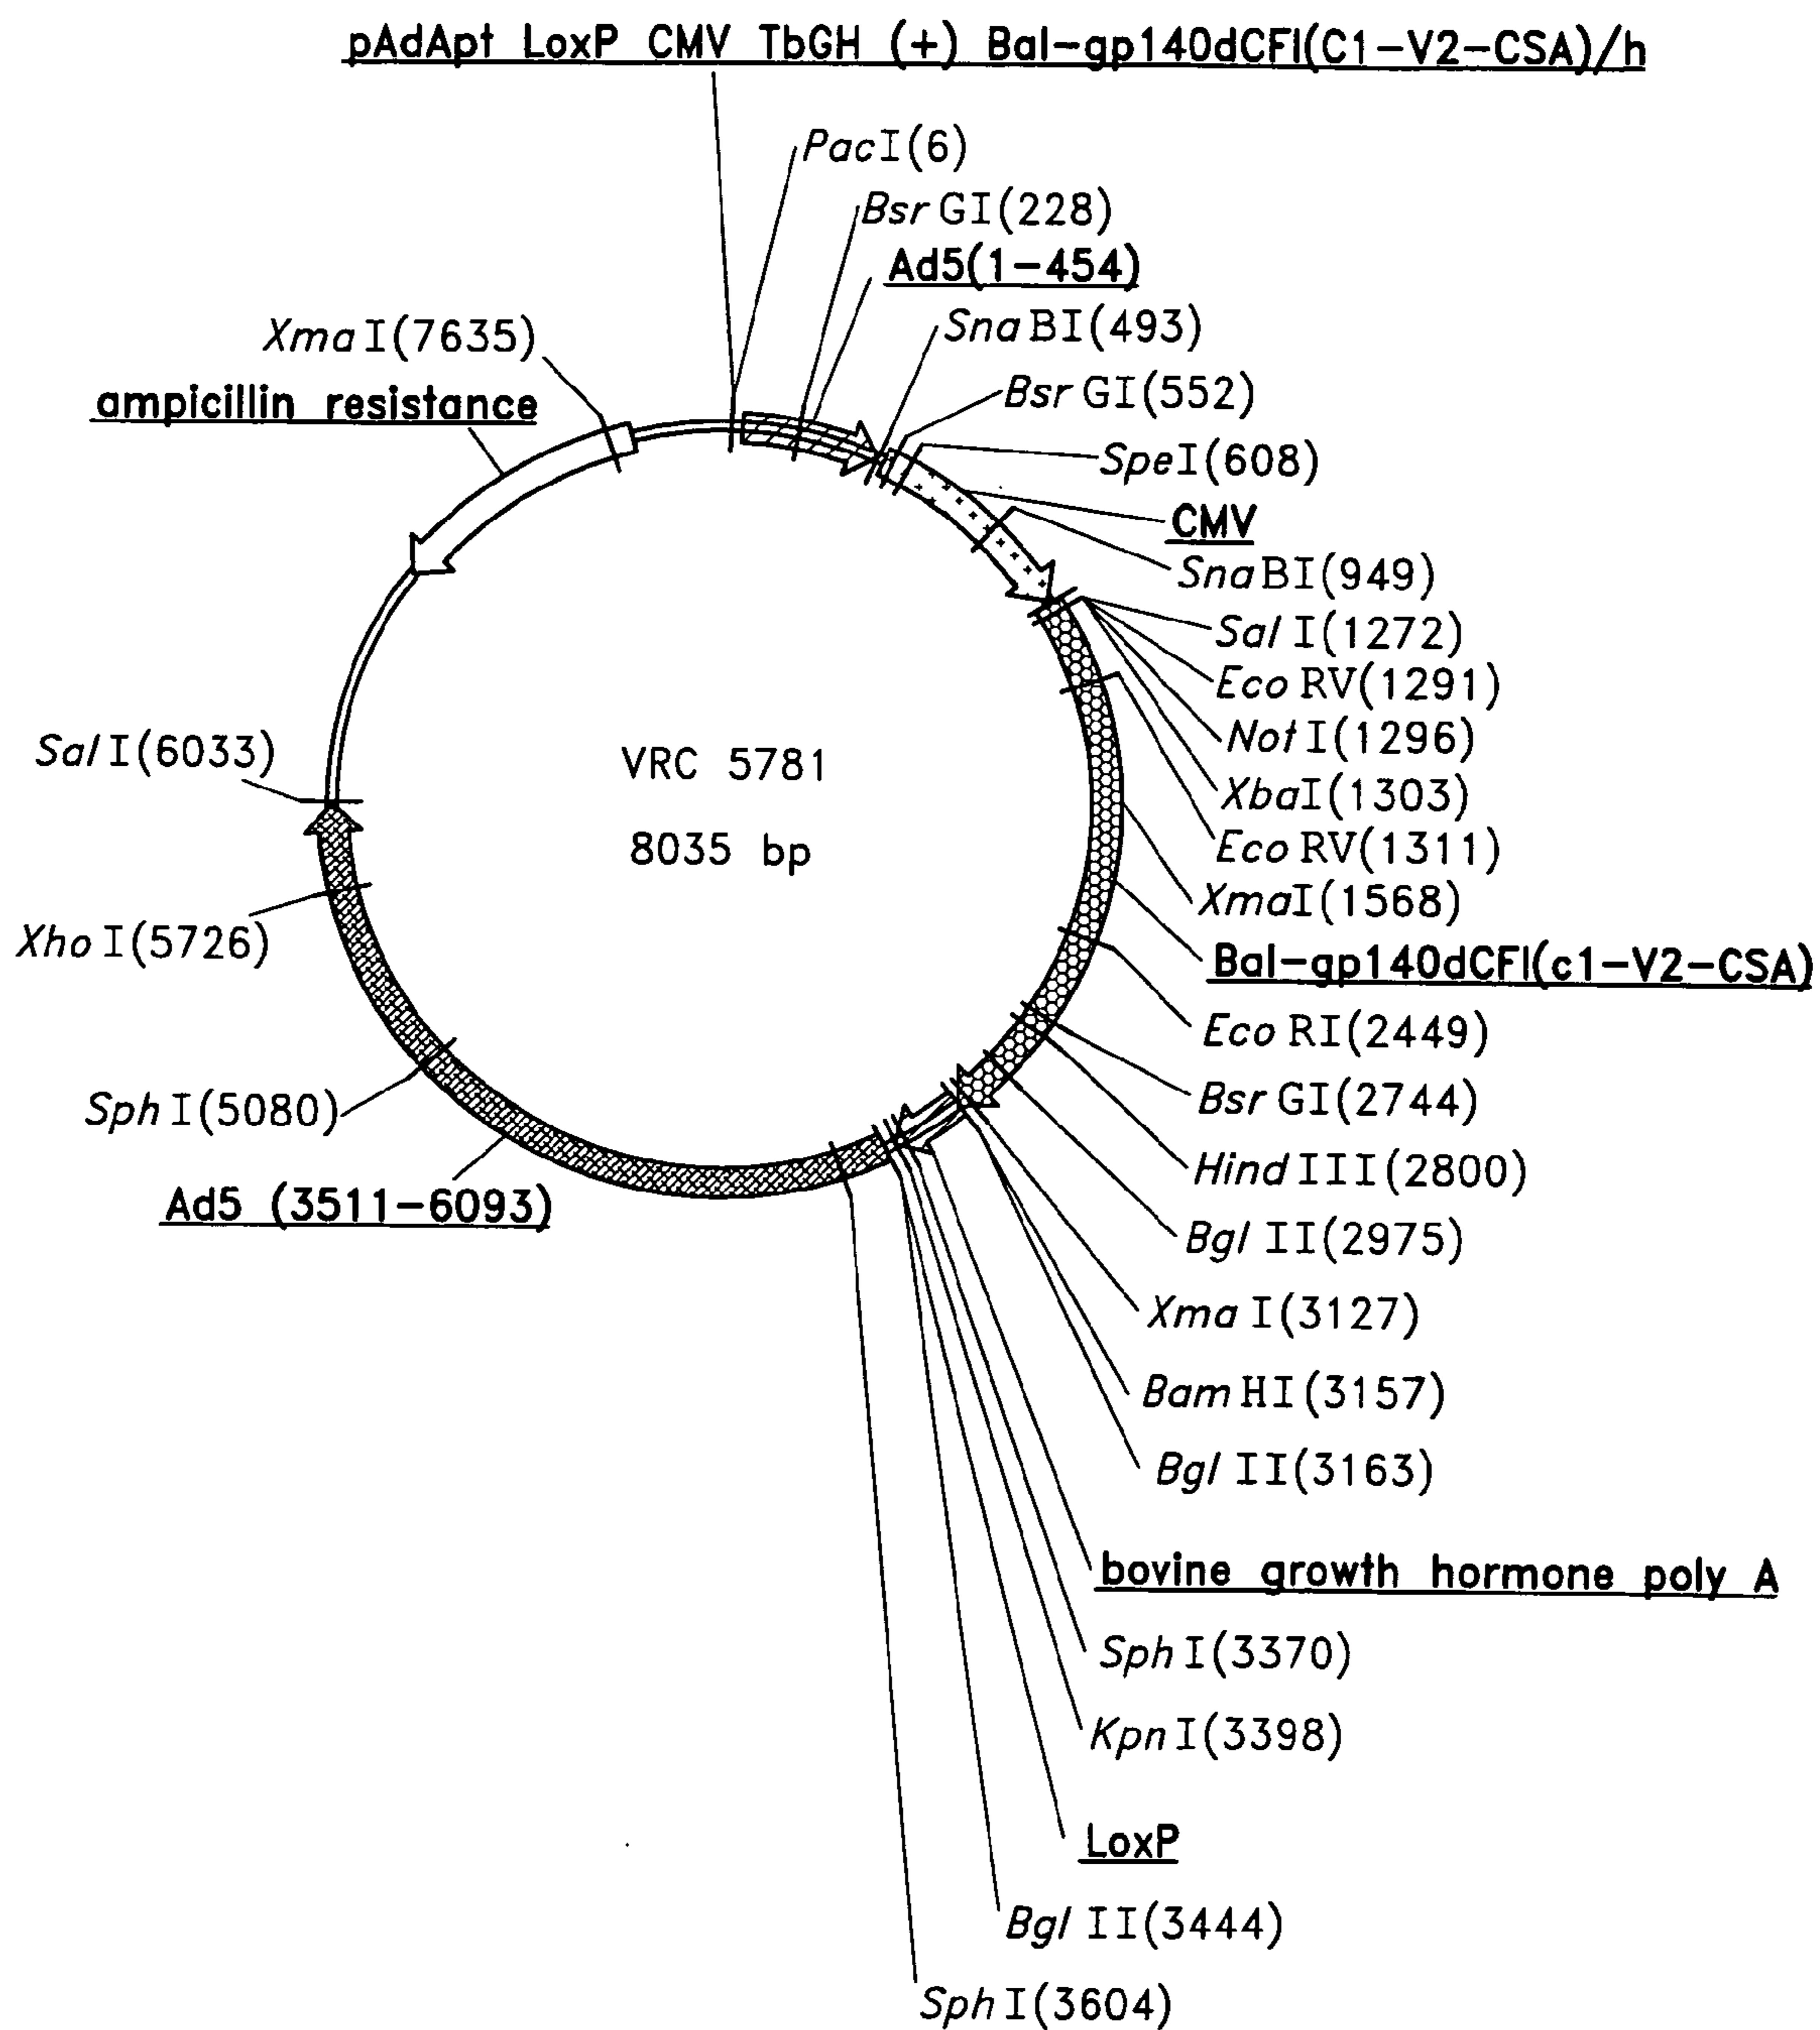 pAdApt LoxP CMV TbGH (+) Bal-gp140dCFI(C1-V2-CSA)/h
PacI(6)
BsrGI(228)
Ad5(1-454)
SnaBI(493)
XmaI(7635)
BsrGI(552)
ampicillin resistance
SpeI(608)
CMV
SnaBI(949)
SalI(1272)
EcoRV(1291)
NotI(1296)
SalI(6033)
VRC 5781
XbaI(1303)
8035 bp
EcoRV(1311)
XmaI(1568)
XhoI(5726)
Bal-gp140dCFI(c1-V2-CSA)
EcoRI(2449)
SphI(5080)
BsrGI(2744)
HindIII(2800)
Ad5 (3511-6093)
BglII(2975)
XmaI(3127)
BamHI(3157)
BglII(3163)
bovine growth hormone poly A
SphI(3370)
KpnI(3398)
LoxP
BglII(3444)
SphI(3604)